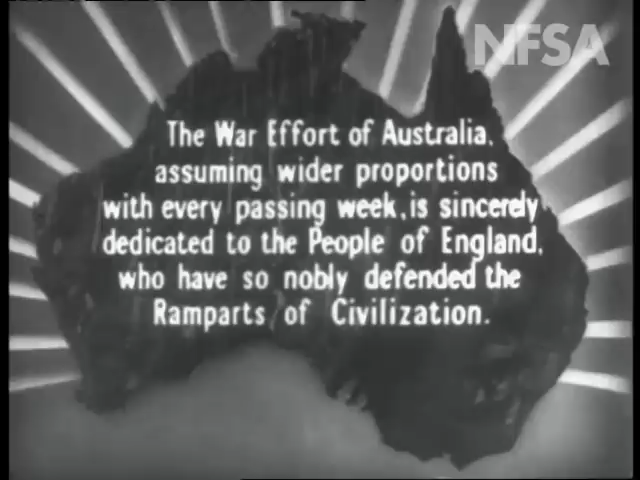 NFSA
The War Effort of Australia,
assuming wider proportions
with every passing week, is sincerely
dedicated to the People of England,
who have so nobly defended the
Ramparts of Civilization.